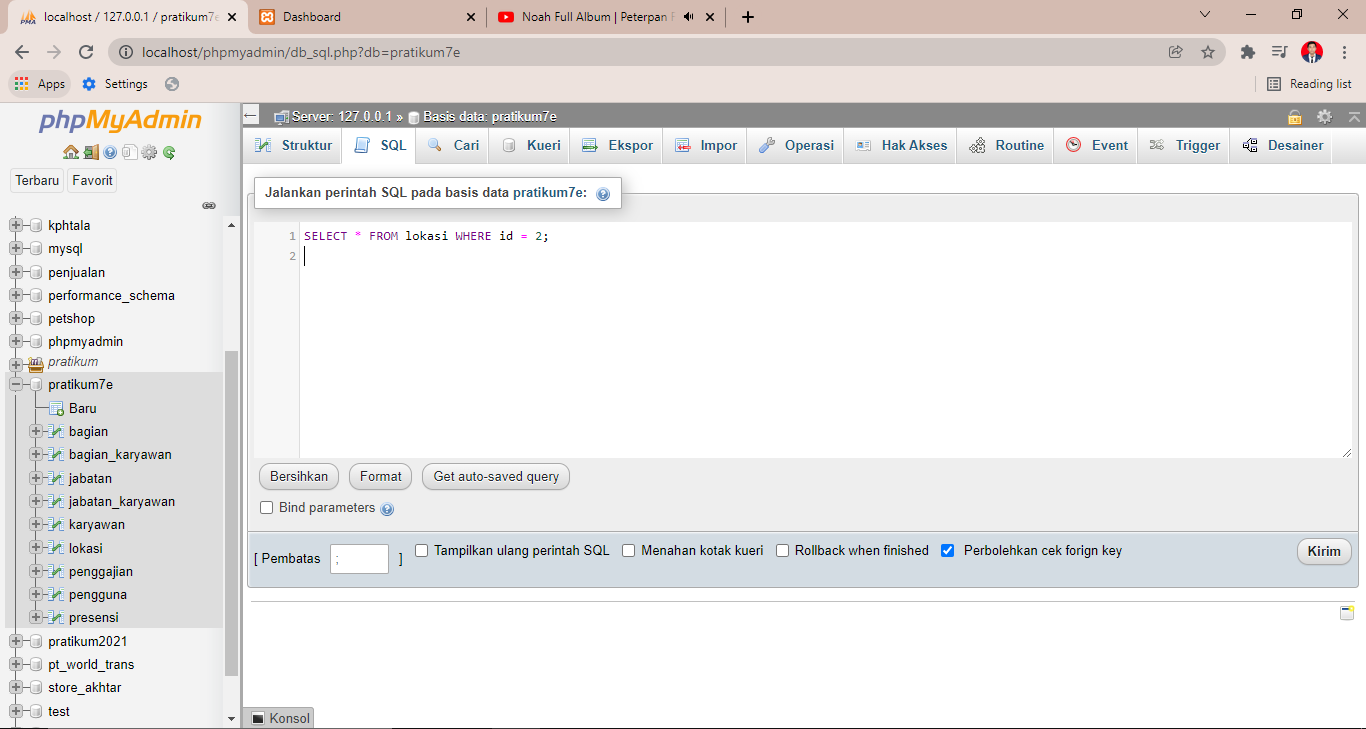 localhost / 127.0.0.1 / pratikum7e
Dashboard
Noah Full Album | Peterpan
localhost/phpmyadmin/db_sql.php?db=pratikum7e
Apps
Settings
Reading list
phpMyAdmin
Terbaru
Favorit
kphtala
mysql
penjualan
performance_schema
petshop
phpmyadmin
pratikum
pratikum7e
Baru
bagian
bagian_karyawan
jabatan
jabatan_karyawan
karyawan
lokasi
penggajian
pengguna
presensi
pratikum2021
pt_world_trans
store_akhtar
test
Server: 127.0.0.1 » Basis data: pratikum7e
Struktur
SQL
Cari
Kueri
Ekspor
Impor
Operasi
Hak Akses
Routine
Event
Trigger
Desainer
Jalankan perintah SQL pada basis data pratikum7e:
1 SELECT * FROM lokasi WHERE id = 2;
2
Bersihkan
Format
Get auto-saved query
Bind parameters
[ Pembatas ; ]
Tampilkan ulang perintah SQL
Menahan kotak kueri
Rollback when finished
Perbolehkan cek forign key
Kirim
Konsol